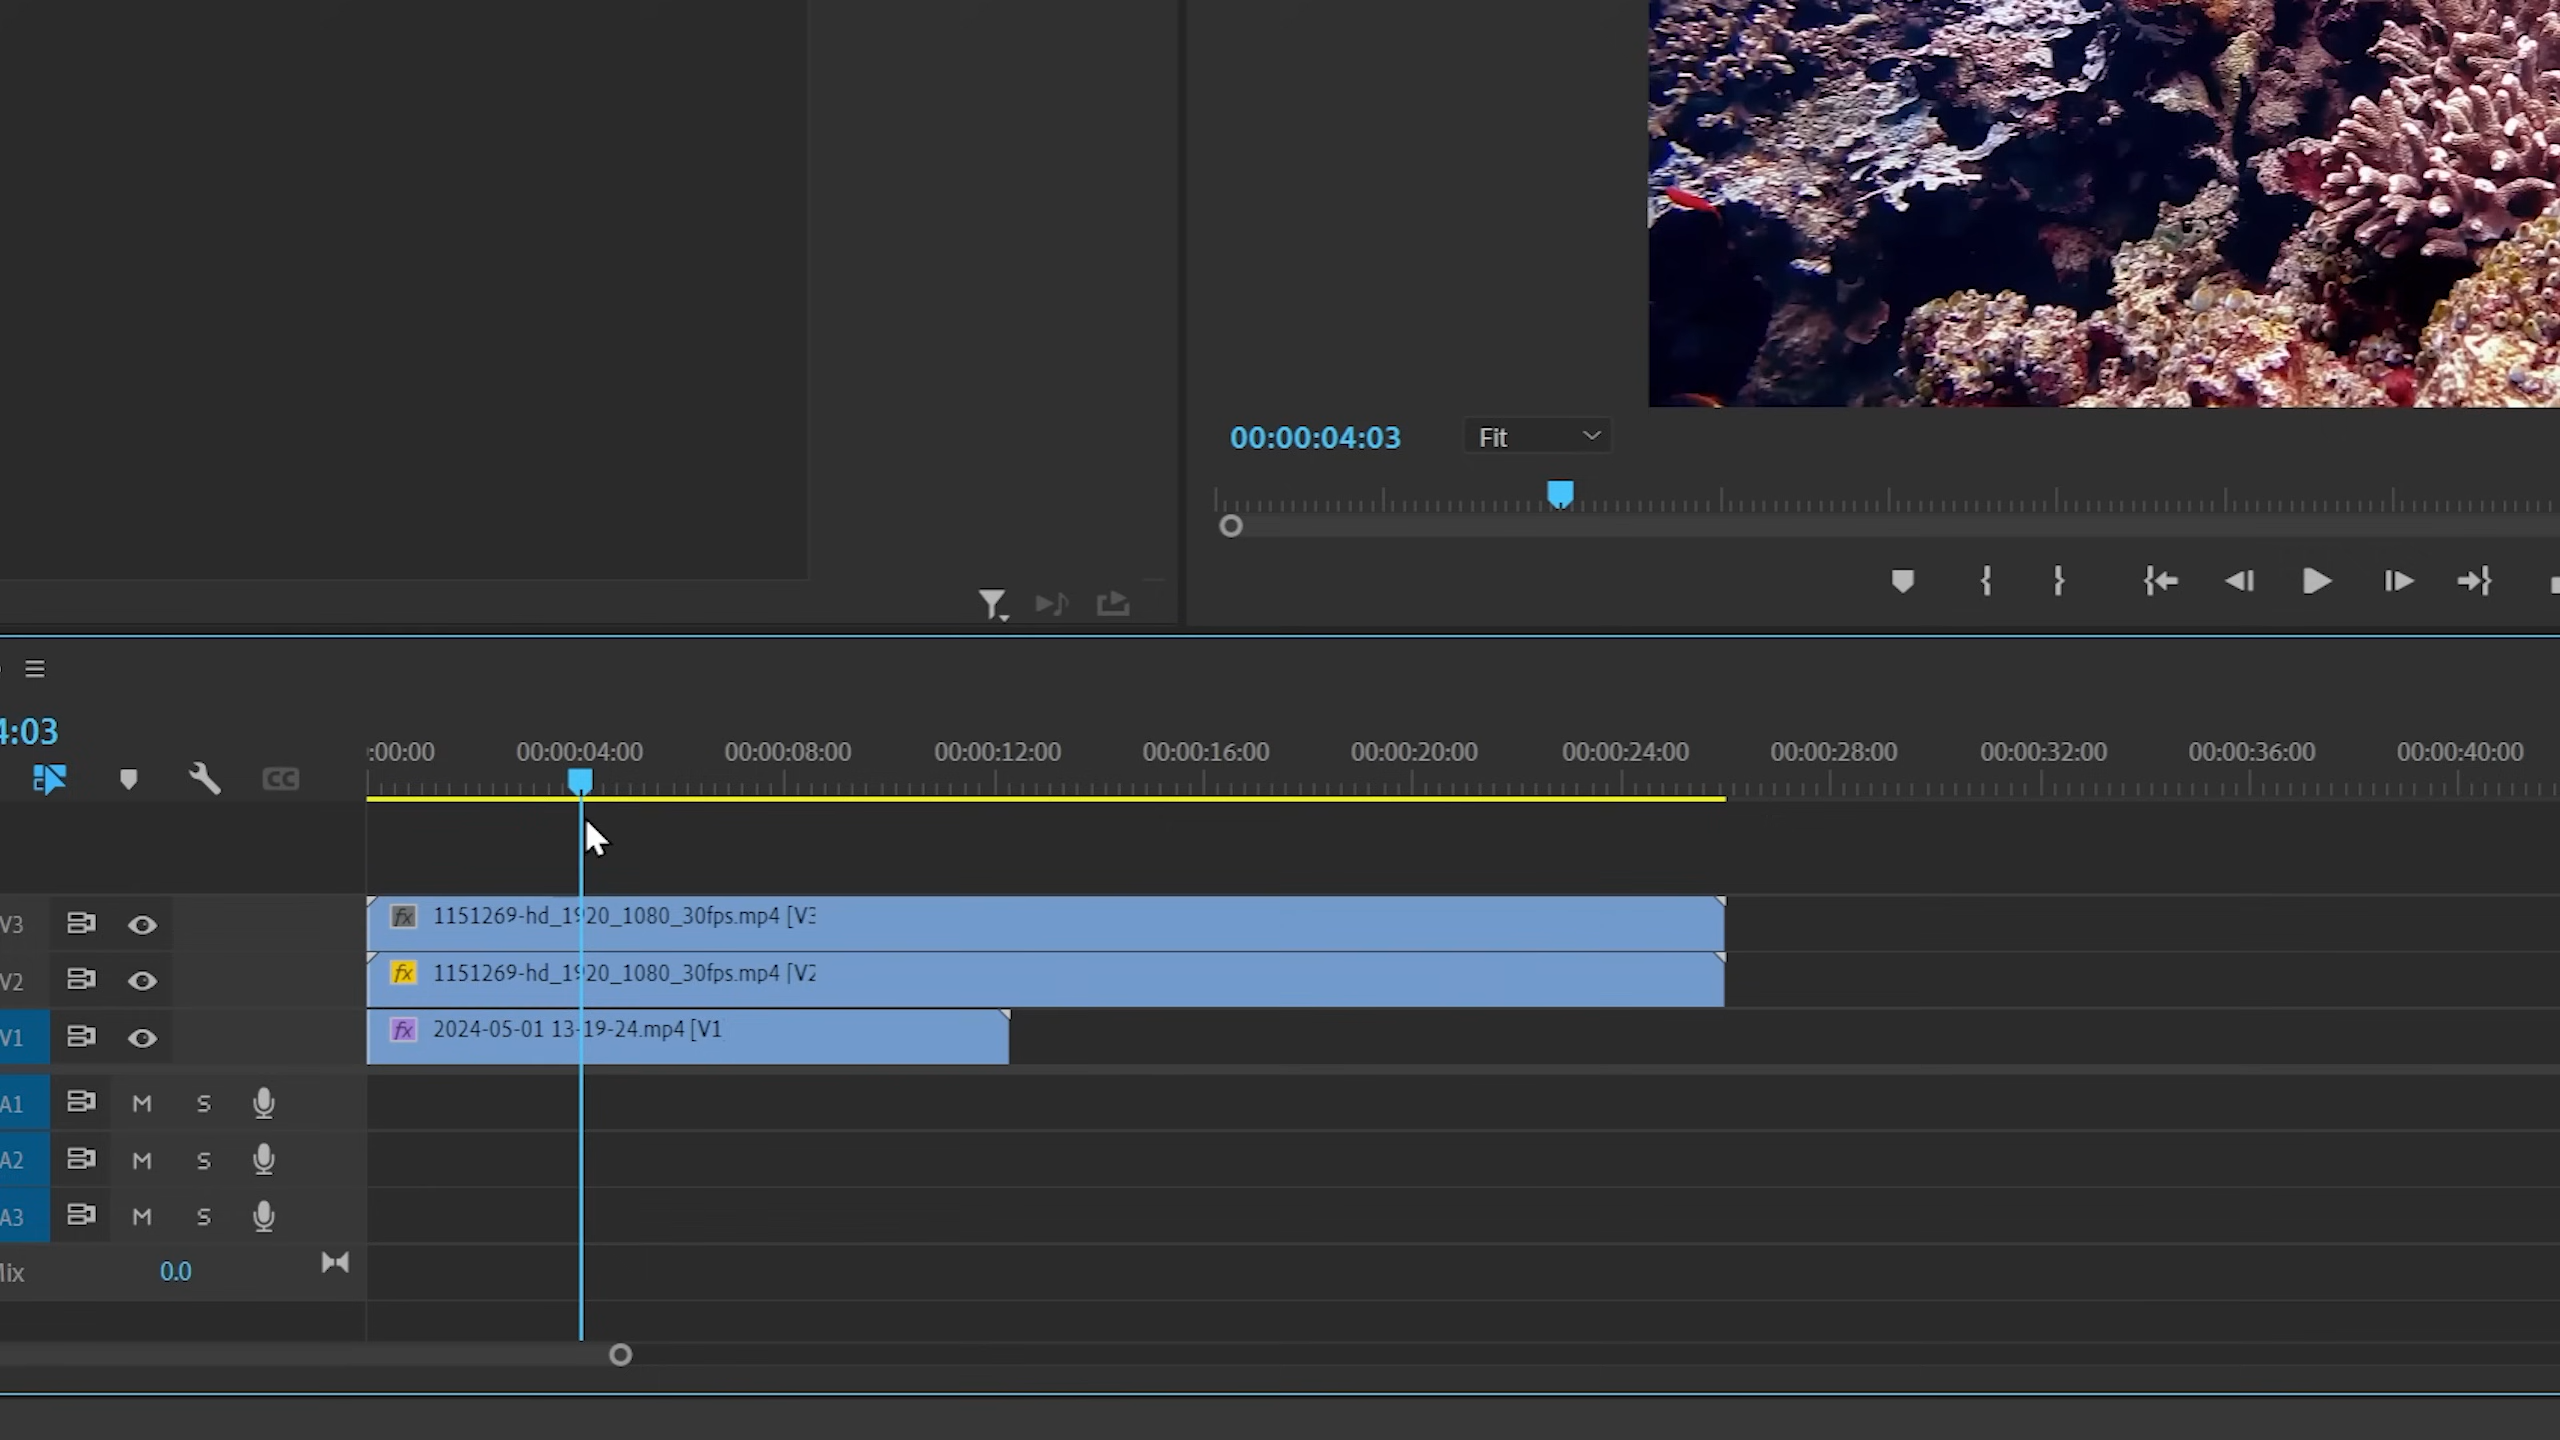 00:00:04:03 Fit
4:03
:00:00 00:00:04:00 00:00:08:00 00:00:12:00 00:00:16:00 00:00:20:00 00:00:24:00 00:00:28:00 00:00:32:00 00:00:36:00 00:00:40:00
CC
V3 fx 1151269-hd_1920_1080_30fps.mp4 [V3
V2 fx 1151269-hd_1920_1080_30fps.mp4 [V2
V1 fx 2024-05-01 13-19-24.mp4 [V1
A1 M S
A2 M S
A3 M S
Mix 0.0